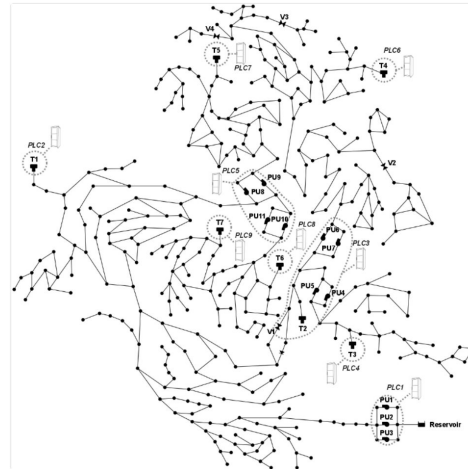 V3
V4
T5
PLC7
PLC6
T4
PLC2
T1
V2
PLC5
PU9
PU8
PU11
PU10
PLC8
T7
PLC9
PU6
PU7
PLC3
T6
PU5
PU4
V1
T2
T3
PLC4
PLC1
PU1
PU2
Reservoir
PU3